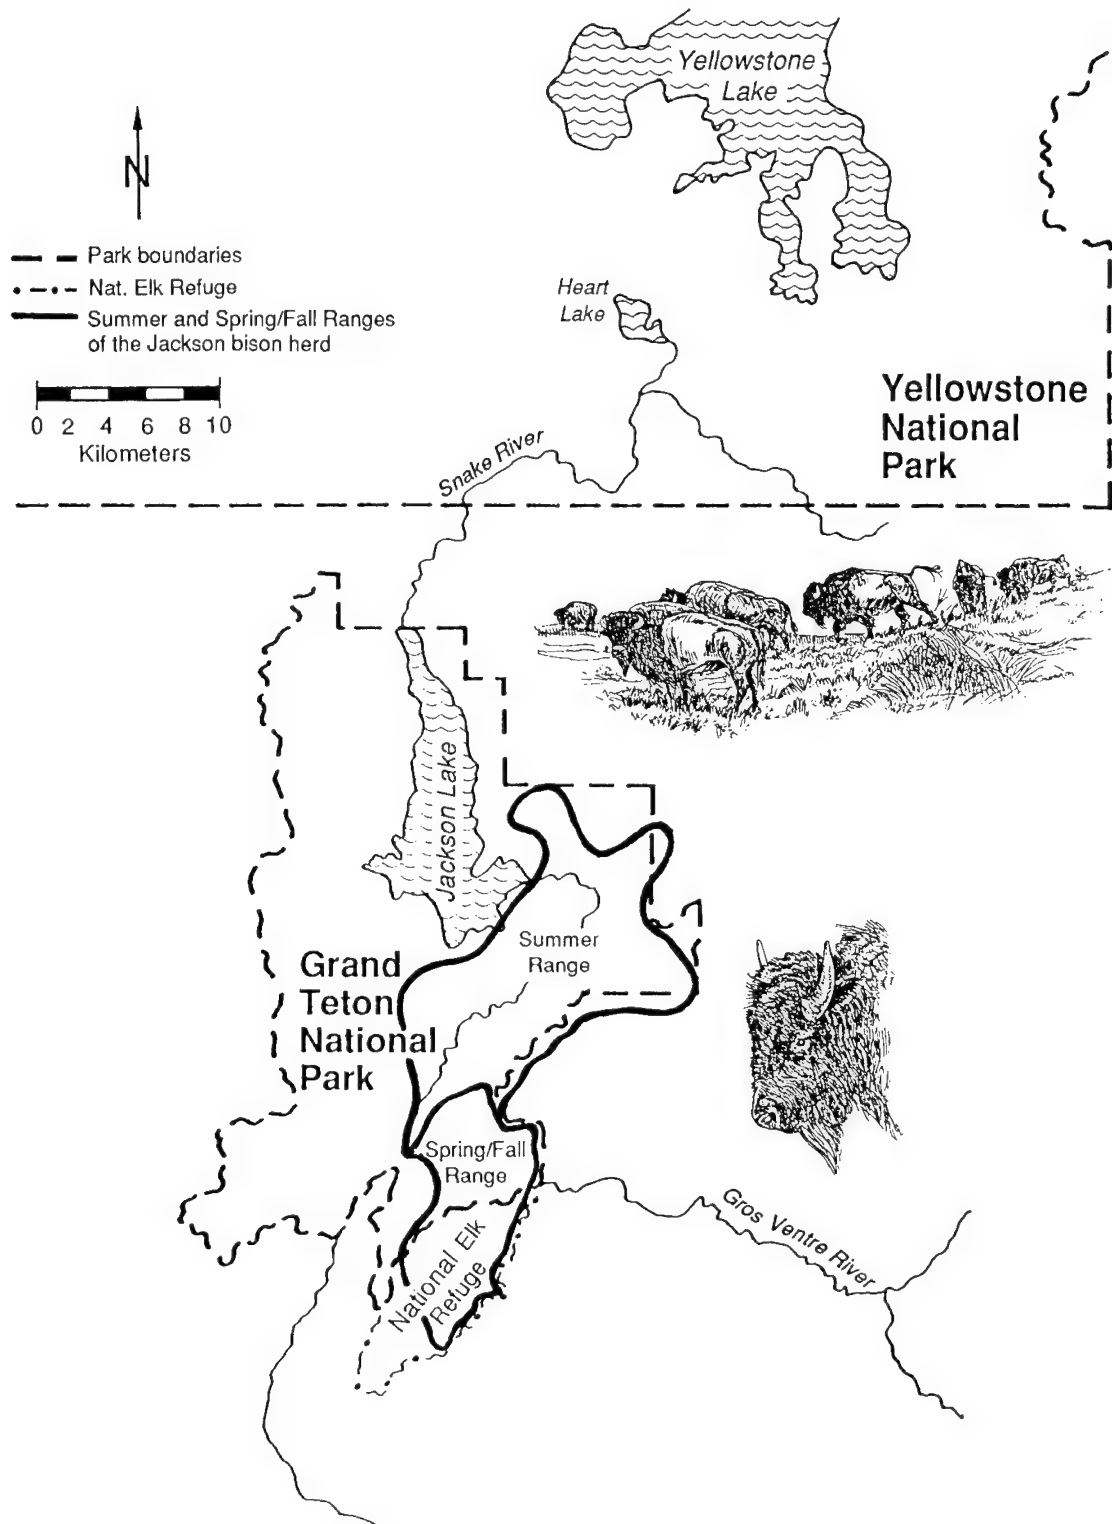 Yellowstone
Lake
N
Park boundaries
Nat. Elk Refuge
Summer and Spring/Fall Ranges
of the Jackson bison herd
0 2 4 6 8 10
Kilometers
Heart
Lake
Yellowstone
National
Park
Snake River
Jackson Lake
Summer
Range
Grand
Teton
National
Park
Spring/Fall
Range
National Elk
Refuge
Gros Ventre River